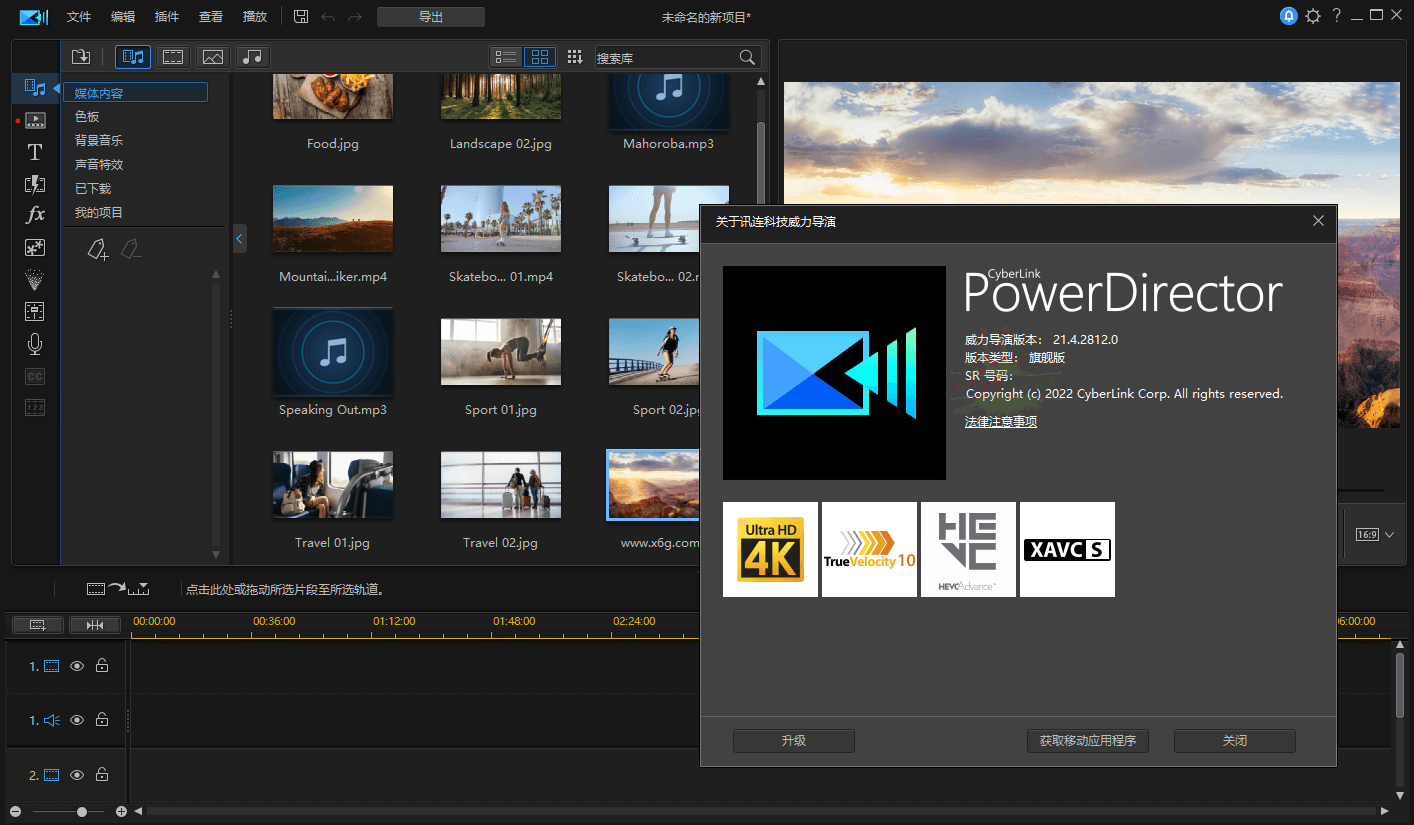 文件 编辑 插件 查看 播放 导出 未命名的新项目*
搜索库
媒体内容
色板
背景音乐
声音特效
已下载
我的项目
Food.jpg Landscape 02.jpg Mahoroba.mp3
Mountai...iker.mp4 Skatebo... 01.mp4 Skatebo... 02.m
Speaking Out.mp3 Sport 01.jpg Sport 02.jpg
Travel 01.jpg Travel 02.jpg www.x6g.com
T
fx
CC
123
关于讯连科技威力导演
CyberLink
PowerDirector
威力导演版本: 21.4.2812.0
版本类型: 旗舰版
SR 号码:
Copyright (c) 2022 CyberLink Corp. All rights reserved.
法律注意事项
Ultra HD
4K
TrueVelocity 10
HEVC
HEVC Advance™
XAVC S
升级 获取移动应用程序 关闭
16:9
点击此处或拖动所选片段至所选轨道。
00:00:00 00:36:00 01:12:00 01:48:00 02:24:00 06:00:00
1.
1.
2.